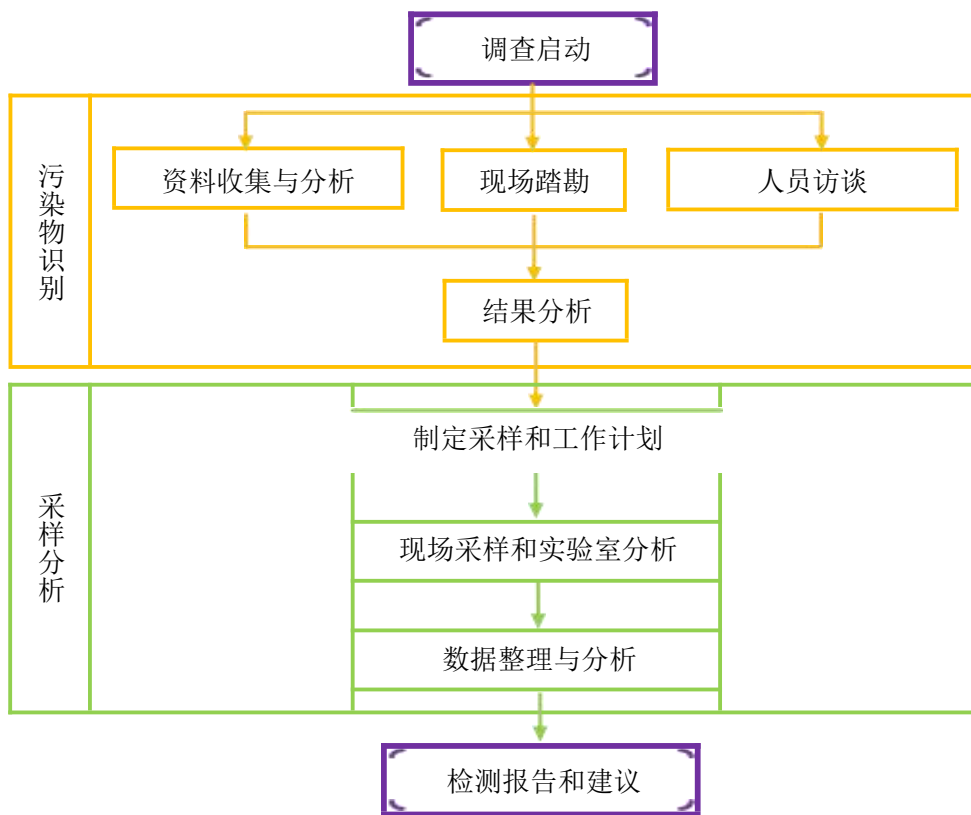 调查启动
污染物识别
资料收集与分析
现场踏勘
人员访谈
结果分析
采样分析
制定采样和工作计划
现场采样和实验室分析
数据整理与分析
检测报告和建议